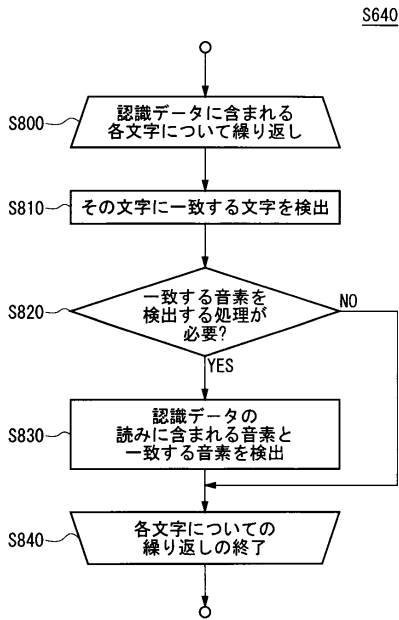 S640
S800
認識データに含まれる
各文字について繰り返し
S810
その文字に一致する文字を検出
S820
一致する音素を
検出する処理が
必要?
NO
YES
S830
認識データの
読みに含まれる音素と
一致する音素を検出
S840
各文字についての
繰り返しの終了